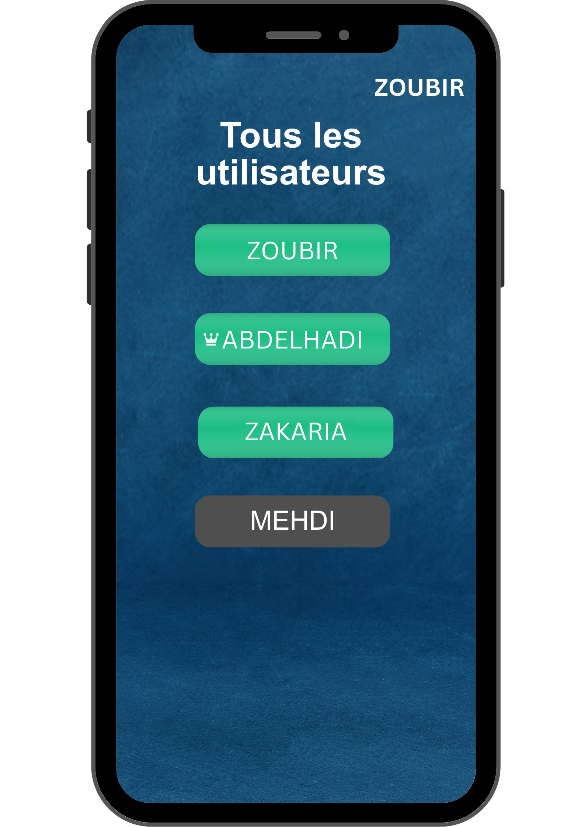 ZOUBIR
Tous les
utilisateurs
ZOUBIR
ABDELHADI
ZAKARIA
MEHDI